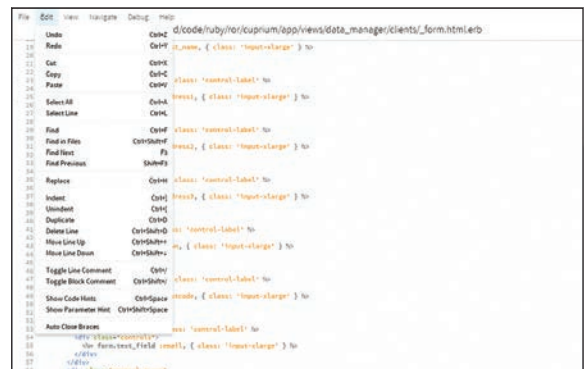 File Edit View Navigate Debug Help
d/code/ruby/ror/cuprium/app/views/data_manager/clients/_form.html.erb
Undo Ctrl+Z
Redo Ctrl+Y t_name, { class: 'input-xlarge' } %>
Cut Ctrl+X
Copy Ctrl+C class: 'control-label' %>
Paste Ctrl+V
Select All Ctrl+A dress1, { class: 'input-xlarge' } %>
Select Line Ctrl+L
Find Ctrl+F class: 'control-label' %>
Find in Files Ctrl+Shift+F
Find Next F3 dress2, { class: 'input-xlarge' } %>
Find Previous Shift+F3
Replace Ctrl+H class: 'control-label' %>
Indent Ctrl+]
Unindent Ctrl+[ dress3, { class: 'input-xlarge' } %>
Duplicate Ctrl+D
Delete Line Ctrl+Shift+D 'control-label' %>
Move Line Up Ctrl+Shift+↑
Move Line Down Ctrl+Shift+↓ { class: 'input-xlarge' } %>
Toggle Line Comment Ctrl+/
Toggle Block Comment Ctrl+Shift+/ class: 'control-label' %>
Show Code Hints Ctrl+Space { class: 'input-xlarge' } %>
Show Parameter Hint Ctrl+Shift+Space
Auto Close Braces 'control-label' %>
<div class="controls">
<%= form.text_field :email, { class: 'input-xlarge' } %>
</div>
</div>